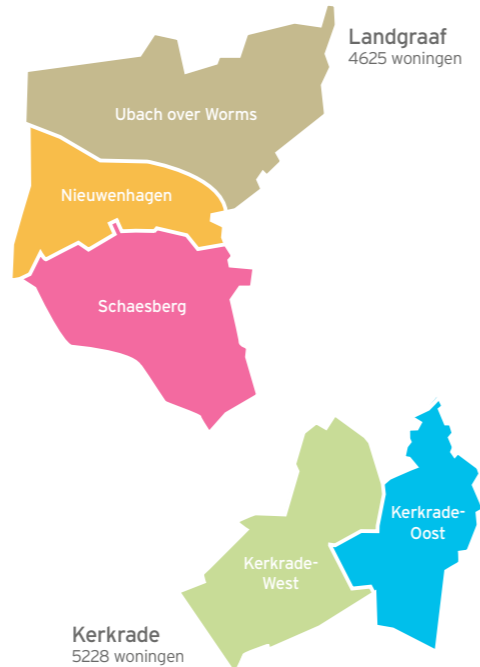 Landgraaf
4625 woningen
Ubach over Worms
Nieuwenhagen
Schaesberg
Kerkrade-
Oost
Kerkrade-
West
Kerkrade
5228 woningen